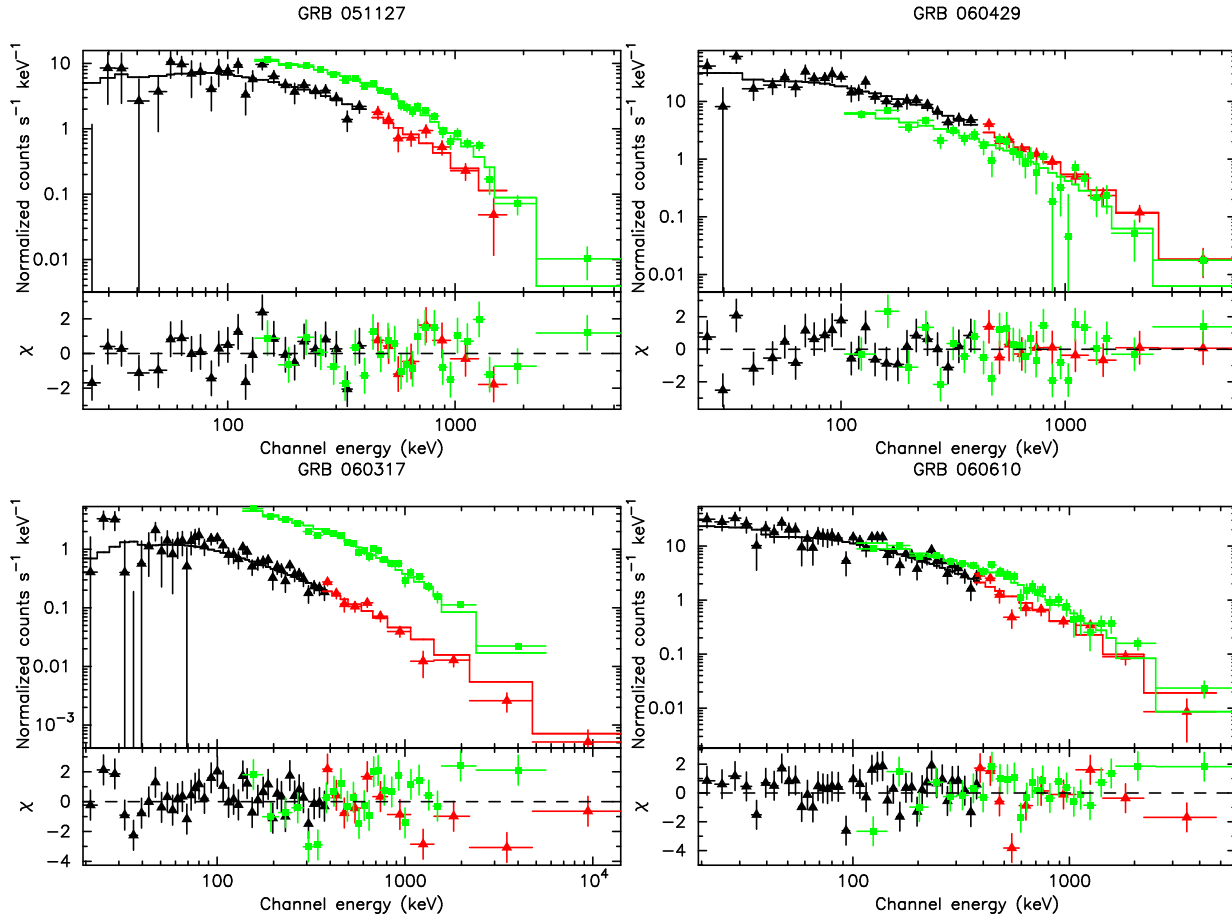 GRB 051127
Normalized counts s⁻¹ keV⁻¹
10
1
0.1
0.01
χ
2
0
−2
100
1000
Channel energy (keV)
GRB 060429
Normalized counts s⁻¹ keV⁻¹
10
1
0.1
0.01
χ
2
0
−2
100
1000
Channel energy (keV)
GRB 060317
Normalized counts s⁻¹ keV⁻¹
1
0.1
0.01
10⁻³
χ
2
0
−2
−4
100
1000
10⁴
Channel energy (keV)
GRB 060610
Normalized counts s⁻¹ keV⁻¹
10
1
0.1
0.01
χ
2
0
−2
−4
100
1000
Channel energy (keV)